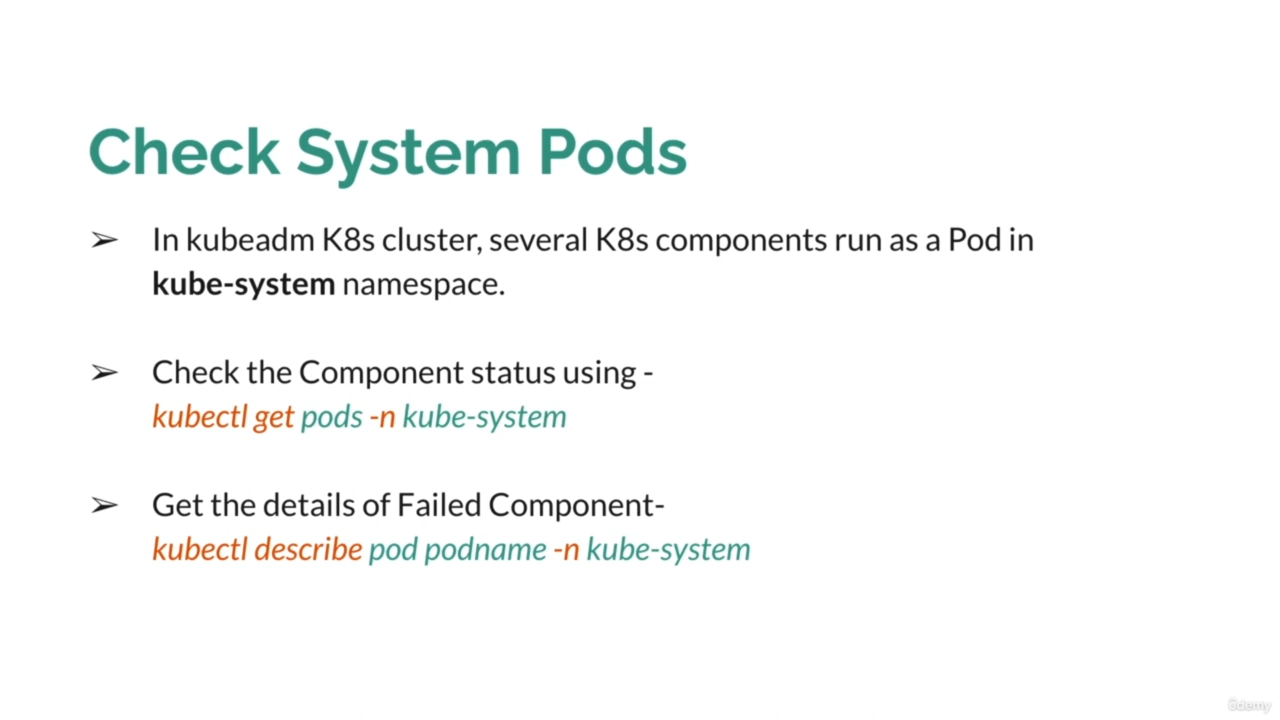 Check System Pods
➢ In kubeadm K8s cluster, several K8s components run as a Pod in
kube-system namespace.
➢ Check the Component status using -
kubectl get pods -n kube-system
➢ Get the details of Failed Component-
kubectl describe pod podname -n kube-system
ûdemy